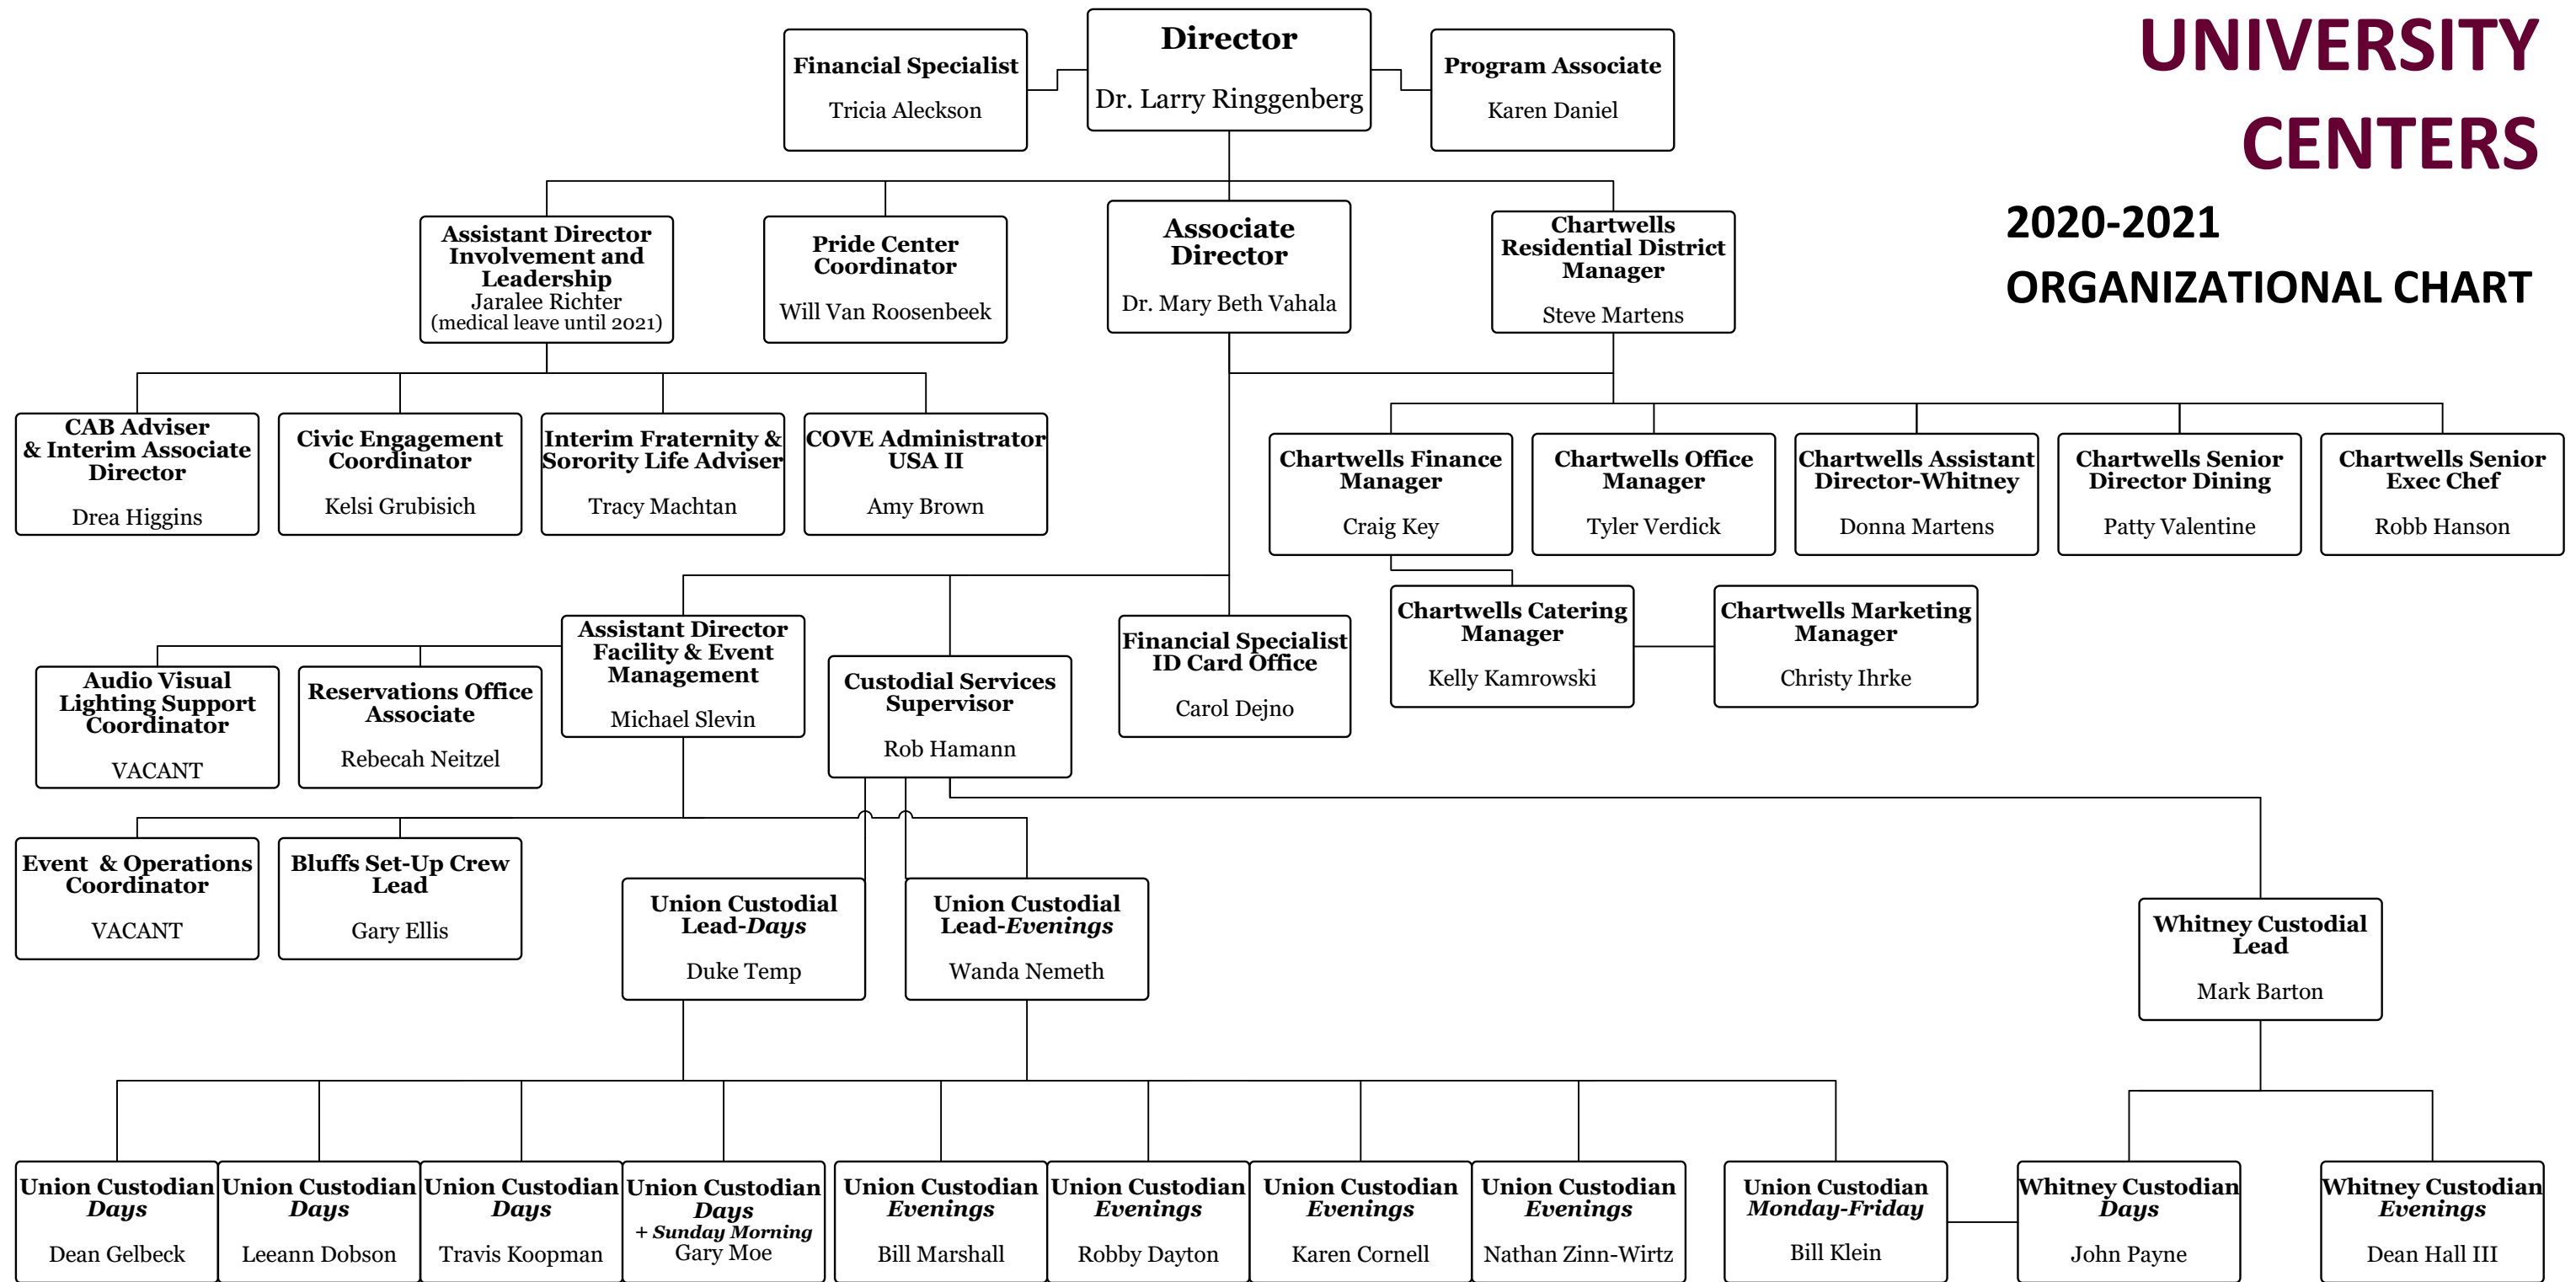 UNIVERSITY
CENTERS
2020-2021
ORGANIZATIONAL CHART
Director
Dr. Larry Ringgenberg
Financial Specialist
Tricia Aleckson
Program Associate
Karen Daniel
Assistant Director
Involvement and
Leadership
Jaralee Richter
(medical leave until 2021)
Pride Center
Coordinator
Will Van Roosenbeek
Associate
Director
Dr. Mary Beth Vahala
Chartwells
Residential District
Manager
Steve Martens
CAB Adviser
& Interim Associate
Director
Drea Higgins
Civic Engagement
Coordinator
Kelsi Grubisich
Interim Fraternity &
Sorority Life Adviser
Tracy Machtan
COVE Administrator
USA II
Amy Brown
Chartwells Finance
Manager
Craig Key
Chartwells Office
Manager
Tyler Verdick
Chartwells Assistant
Director-Whitney
Donna Martens
Chartwells Senior
Director Dining
Patty Valentine
Chartwells Senior
Exec Chef
Robb Hanson
Chartwells Catering
Manager
Kelly Kamrowski
Chartwells Marketing
Manager
Christy Ihrke
Audio Visual
Lighting Support
Coordinator
VACANT
Reservations Office
Associate
Rebecah Neitzel
Assistant Director
Facility & Event
Management
Michael Slevin
Custodial Services
Supervisor
Rob Hamann
Financial Specialist
ID Card Office
Carol Dejno
Event & Operations
Coordinator
VACANT
Bluffs Set-Up Crew
Lead
Gary Ellis
Union Custodial
Lead-Days
Duke Temp
Union Custodial
Lead-Evenings
Wanda Nemeth
Whitney Custodial
Lead
Mark Barton
Union Custodian
Days
Dean Gelbeck
Union Custodian
Days
Leeann Dobson
Union Custodian
Days
Travis Koopman
Union Custodian
Days
+ Sunday Morning
Gary Moe
Union Custodian
Evenings
Bill Marshall
Union Custodian
Evenings
Robby Dayton
Union Custodian
Evenings
Karen Cornell
Union Custodian
Evenings
Nathan Zinn-Wirtz
Union Custodian
Monday-Friday
Bill Klein
Whitney Custodian
Days
John Payne
Whitney Custodian
Evenings
Dean Hall III